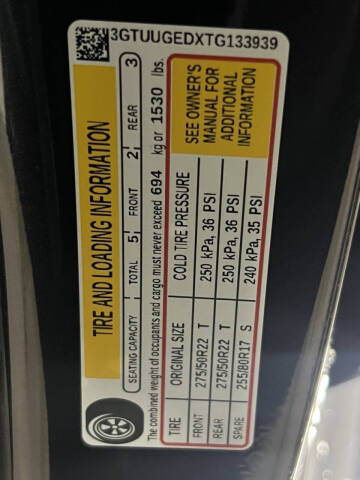 3GTUUGEDXTG133939
TIRE AND LOADING INFORMATION
SEATING CAPACITY TOTAL 5 FRONT 2 REAR 3
The combined weight of occupants and cargo must never exceed 694 kg or 1530 lbs.
TIRE ORIGINAL SIZE COLD TIRE PRESSURE
FRONT 275/50R22 T 250 kPa, 36 PSI
REAR 275/50R22 T 250 kPa, 36 PSI
SPARE 255/80R17 S 240 kPa, 35 PSI
SEE OWNER'S
MANUAL FOR
ADDITIONAL
INFORMATION